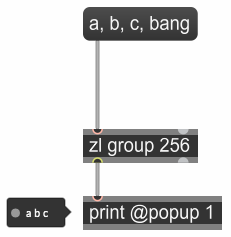 a, b, c, bang
zl group 256
a b c
print @popup 1